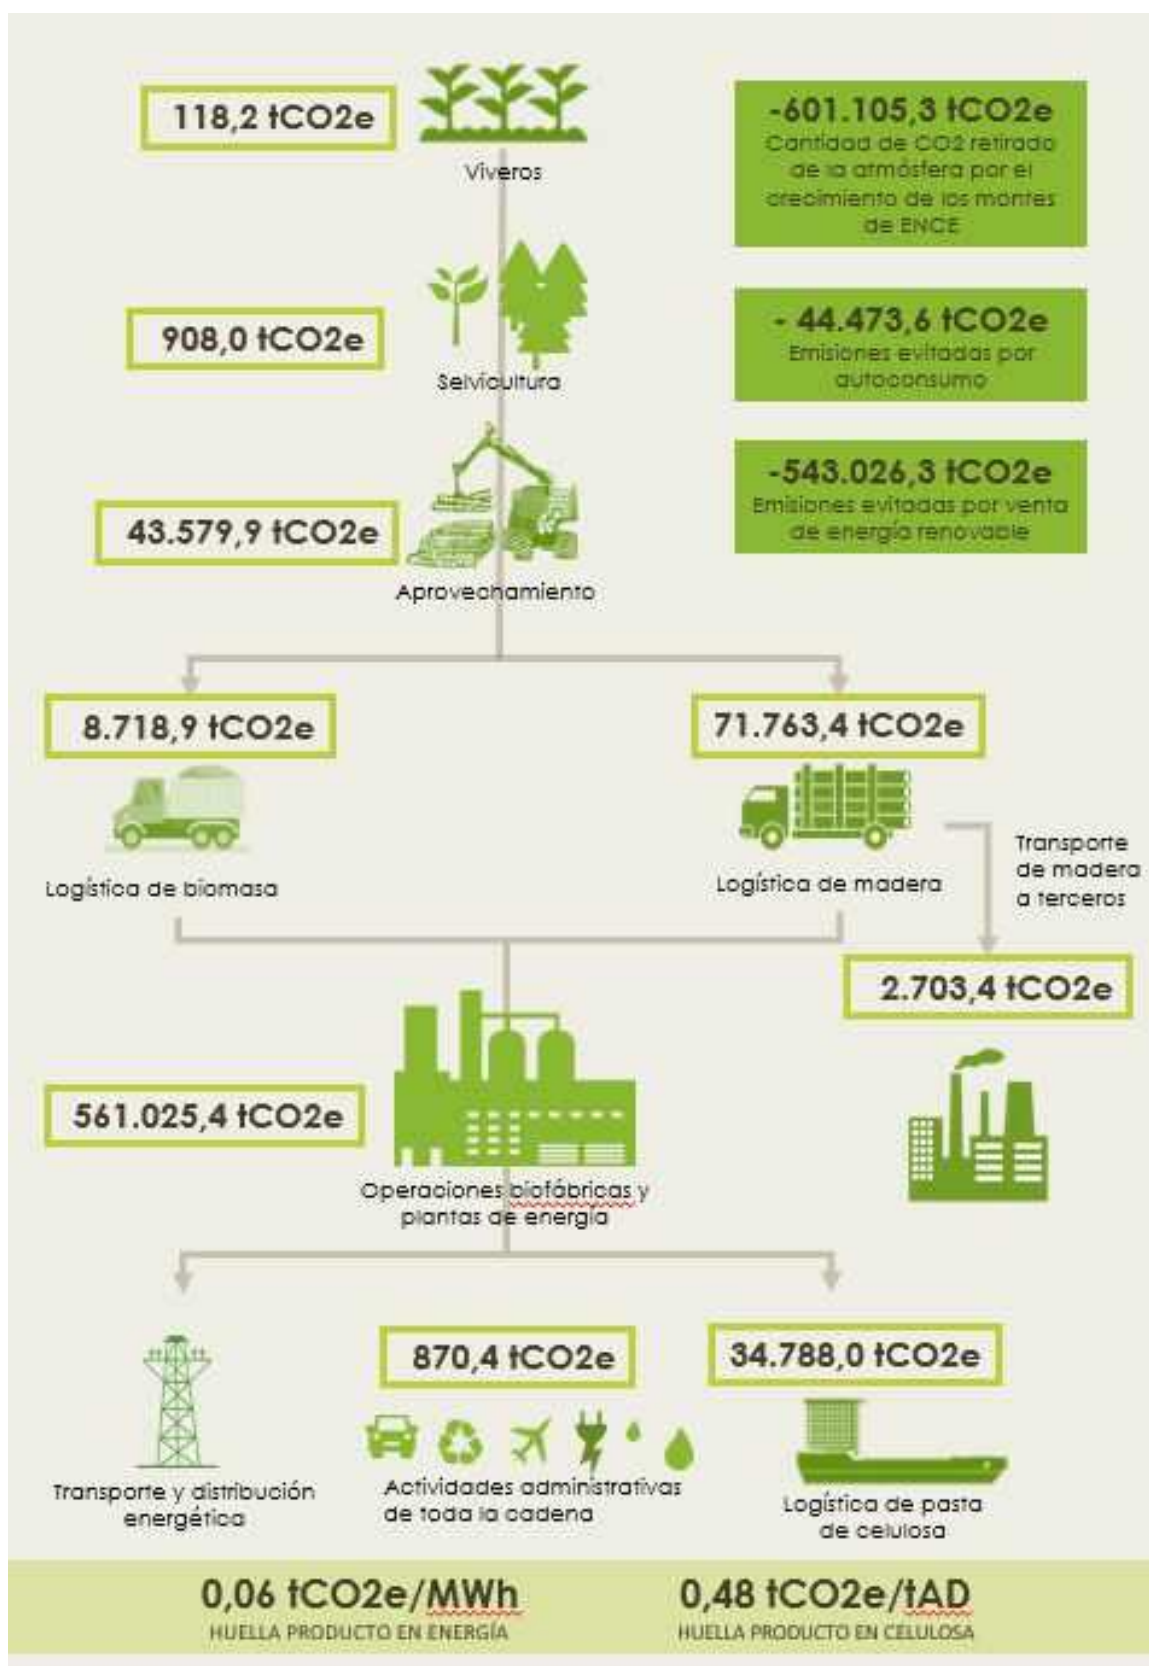 118,2 tCO2e
Viveros
-601.105,3 tCO2e
Cantidad de CO2 retirado
de la atmósfera por el
crecimiento de los montes
de ENCE
908,0 tCO2e
Selvicultura
- 44.473,6 tCO2e
Emisiones evitadas por
autoconsumo
43.579,9 tCO2e
Aprovechamiento
-543.026,3 tCO2e
Emisiones evitadas por venta
de energía renovable
8.718,9 tCO2e
Logística de biomasa
71.763,4 tCO2e
Logística de madera
Transporte
de madera
a terceros
2.703,4 tCO2e
561.025,4 tCO2e
Operaciones biofábricas y
plantas de energía
Transporte y distribución
energética
870,4 tCO2e
Actividades administrativas
de toda la cadena
34.788,0 tCO2e
Logística de pasta
de celulosa
0,06 tCO2e/MWh
HUELLA PRODUCTO EN ENERGÍA
0,48 tCO2e/tAD
HUELLA PRODUCTO EN CELULOSA